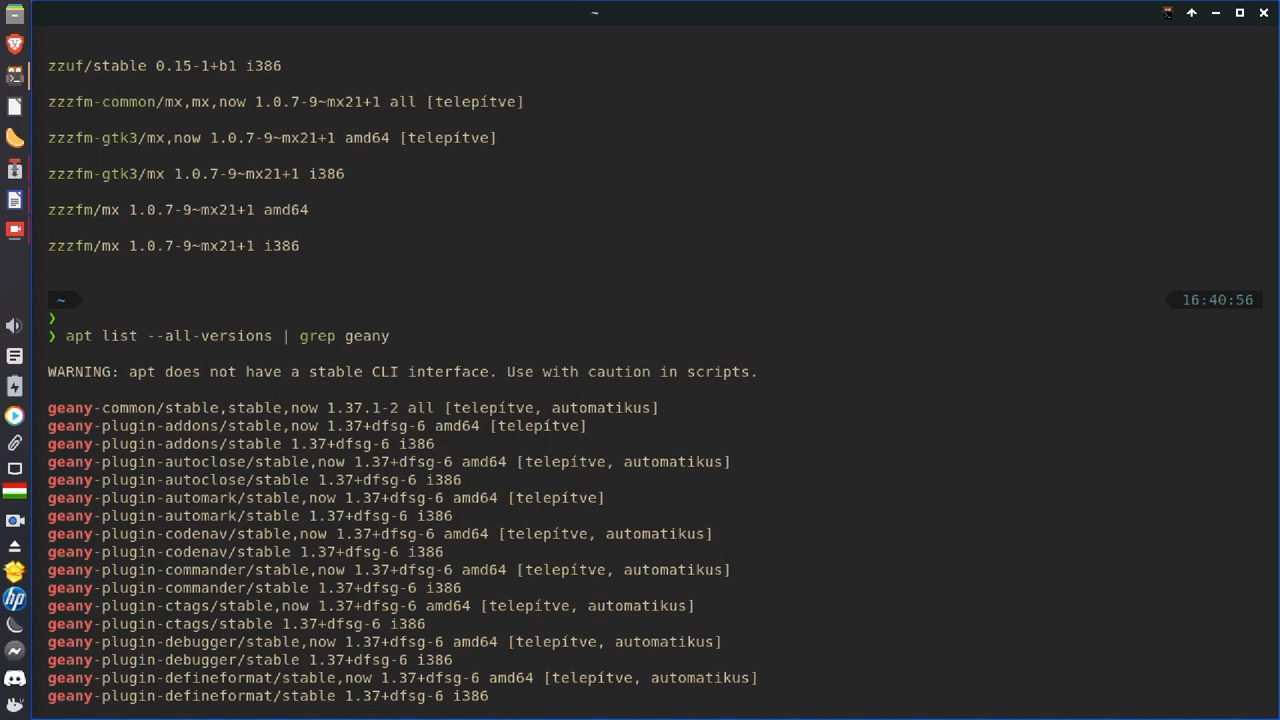 ~
zzuf/stable 0.15-1+b1 i386
zzzfm-common/mx,mx,now 1.0.7-9~mx21+1 all [telepítve]
zzzfm-gtk3/mx,now 1.0.7-9~mx21+1 amd64 [telepítve]
zzzfm-gtk3/mx 1.0.7-9~mx21+1 i386
zzzfm/mx 1.0.7-9~mx21+1 amd64
zzzfm/mx 1.0.7-9~mx21+1 i386
~ 16:40:56
❯
❯ apt list --all-versions | grep geany
WARNING: apt does not have a stable CLI interface. Use with caution in scripts.
geany-common/stable,stable,now 1.37.1-2 all [telepítve, automatikus]
geany-plugin-addons/stable,now 1.37+dfsg-6 amd64 [telepítve]
geany-plugin-addons/stable 1.37+dfsg-6 i386
geany-plugin-autoclose/stable,now 1.37+dfsg-6 amd64 [telepítve, automatikus]
geany-plugin-autoclose/stable 1.37+dfsg-6 i386
geany-plugin-automark/stable,now 1.37+dfsg-6 amd64 [telepítve]
geany-plugin-automark/stable 1.37+dfsg-6 i386
geany-plugin-codenav/stable,now 1.37+dfsg-6 amd64 [telepítve, automatikus]
geany-plugin-codenav/stable 1.37+dfsg-6 i386
geany-plugin-commander/stable,now 1.37+dfsg-6 amd64 [telepítve, automatikus]
geany-plugin-commander/stable 1.37+dfsg-6 i386
geany-plugin-ctags/stable,now 1.37+dfsg-6 amd64 [telepítve, automatikus]
geany-plugin-ctags/stable 1.37+dfsg-6 i386
geany-plugin-debugger/stable,now 1.37+dfsg-6 amd64 [telepítve, automatikus]
geany-plugin-debugger/stable 1.37+dfsg-6 i386
geany-plugin-defineformat/stable,now 1.37+dfsg-6 amd64 [telepítve, automatikus]
geany-plugin-defineformat/stable 1.37+dfsg-6 i386
hp